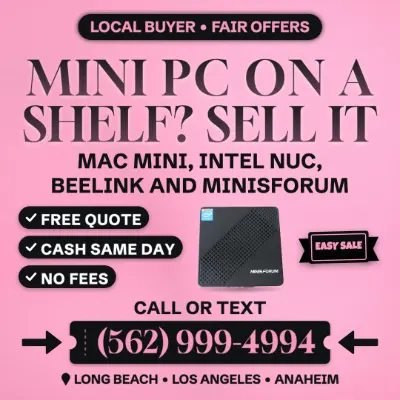 LOCAL BUYER • FAIR OFFERS
MINI PC ON A
SHELF? SELL IT
MAC MINI, INTEL NUC,
BEELINK AND MINISFORUM
FREE QUOTE
CASH SAME DAY
NO FEES
MINISFORUM
EASY SALE
CALL OR TEXT
(562) 999-4994
LONG BEACH • LOS ANGELES • ANAHEIM